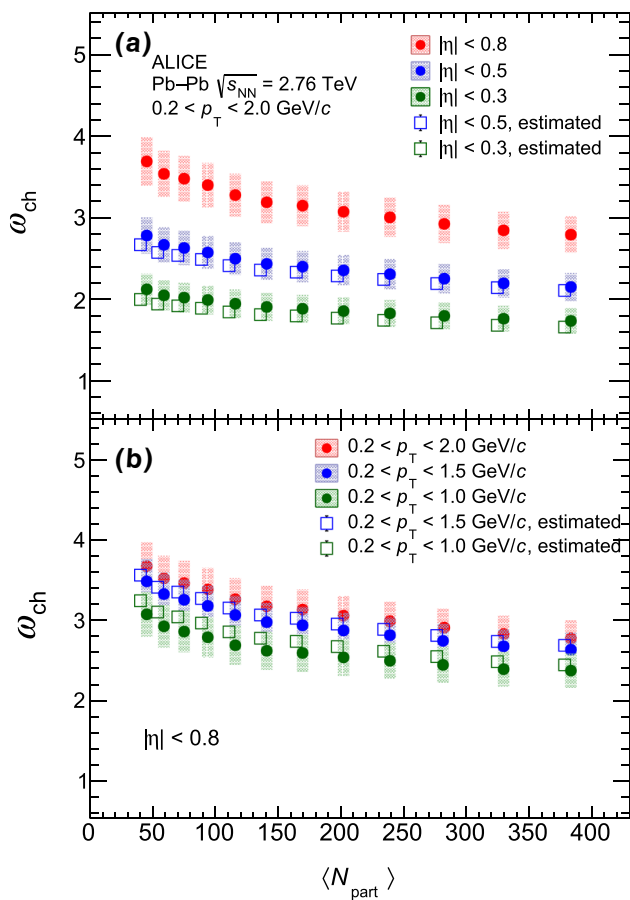 (a)
ALICE
Pb–Pb √sNN = 2.76 TeV
0.2 < pT < 2.0 GeV/c
|η| < 0.8
|η| < 0.5
|η| < 0.3
|η| < 0.5, estimated
|η| < 0.3, estimated
5
4
3
2
1
ωch
(b)
0.2 < pT < 2.0 GeV/c
0.2 < pT < 1.5 GeV/c
0.2 < pT < 1.0 GeV/c
0.2 < pT < 1.5 GeV/c, estimated
0.2 < pT < 1.0 GeV/c, estimated
5
4
3
2
1
ωch
|η| < 0.8
0 50 100 150 200 250 300 350 400
⟨Npart⟩